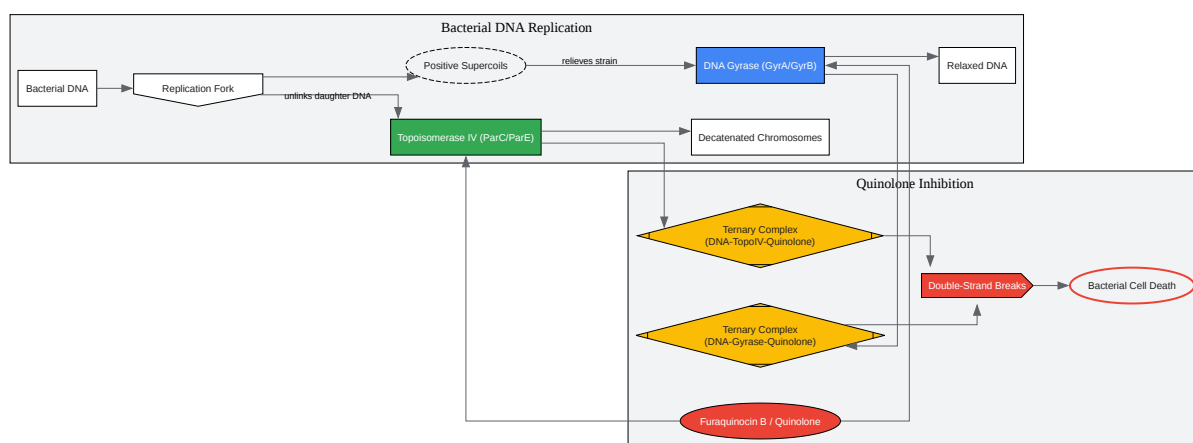 Bacterial DNA Replication
Positive Supercoils
relieves strain
DNA Gyrase (GyrA/GyrB)
Relaxed DNA
Bacterial DNA
Replication Fork
unlinks daughter DNA
Topoisomerase IV (ParC/ParE)
Decatenated Chromosomes
Quinolone Inhibition
Ternary Complex
(DNA-TopoIV-Quinolone)
Double-Strand Breaks
Bacterial Cell Death
Ternary Complex
(DNA-Gyrase-Quinolone)
Furaquinocin B / Quinolone